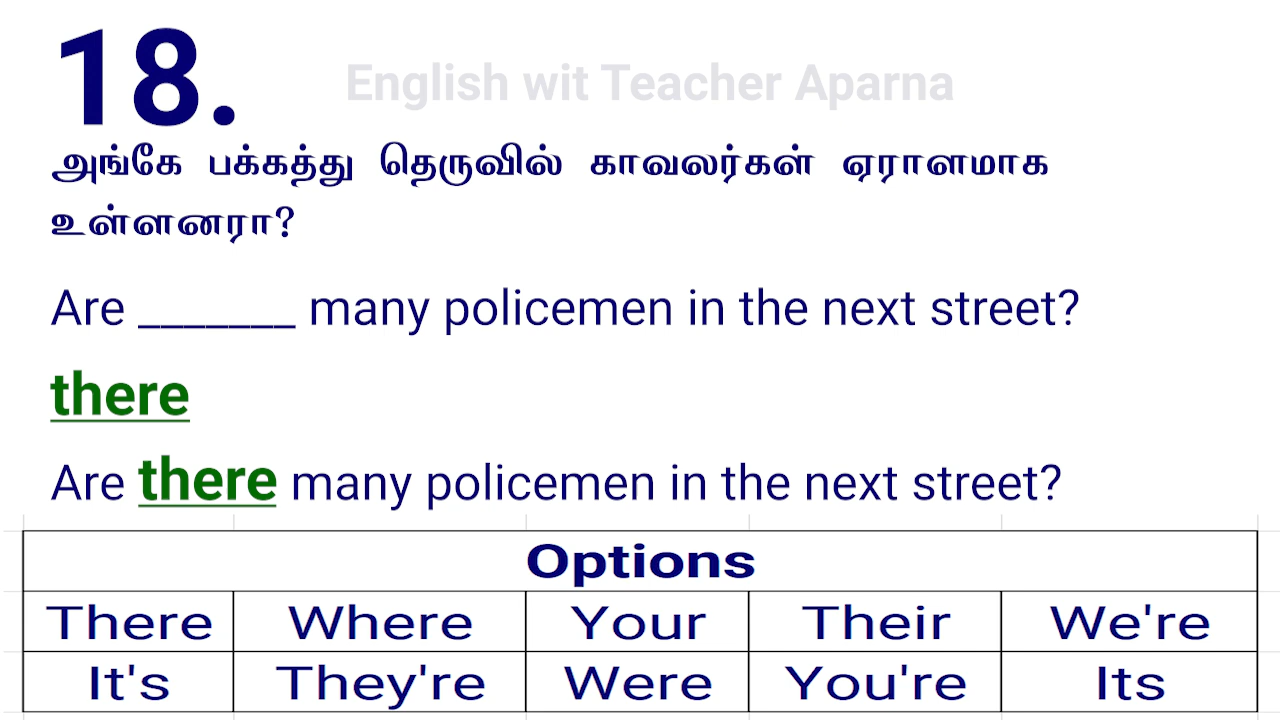 18.
English wit Teacher Aparna
அங்கே பக்கத்து தெருவில் காவலர்கள் ஏராளமாக
உள்ளனரா?
Are _______ many policemen in the next street?
there
Are there many policemen in the next street?
Options
There Where Your Their We're
It's They're Were You're Its